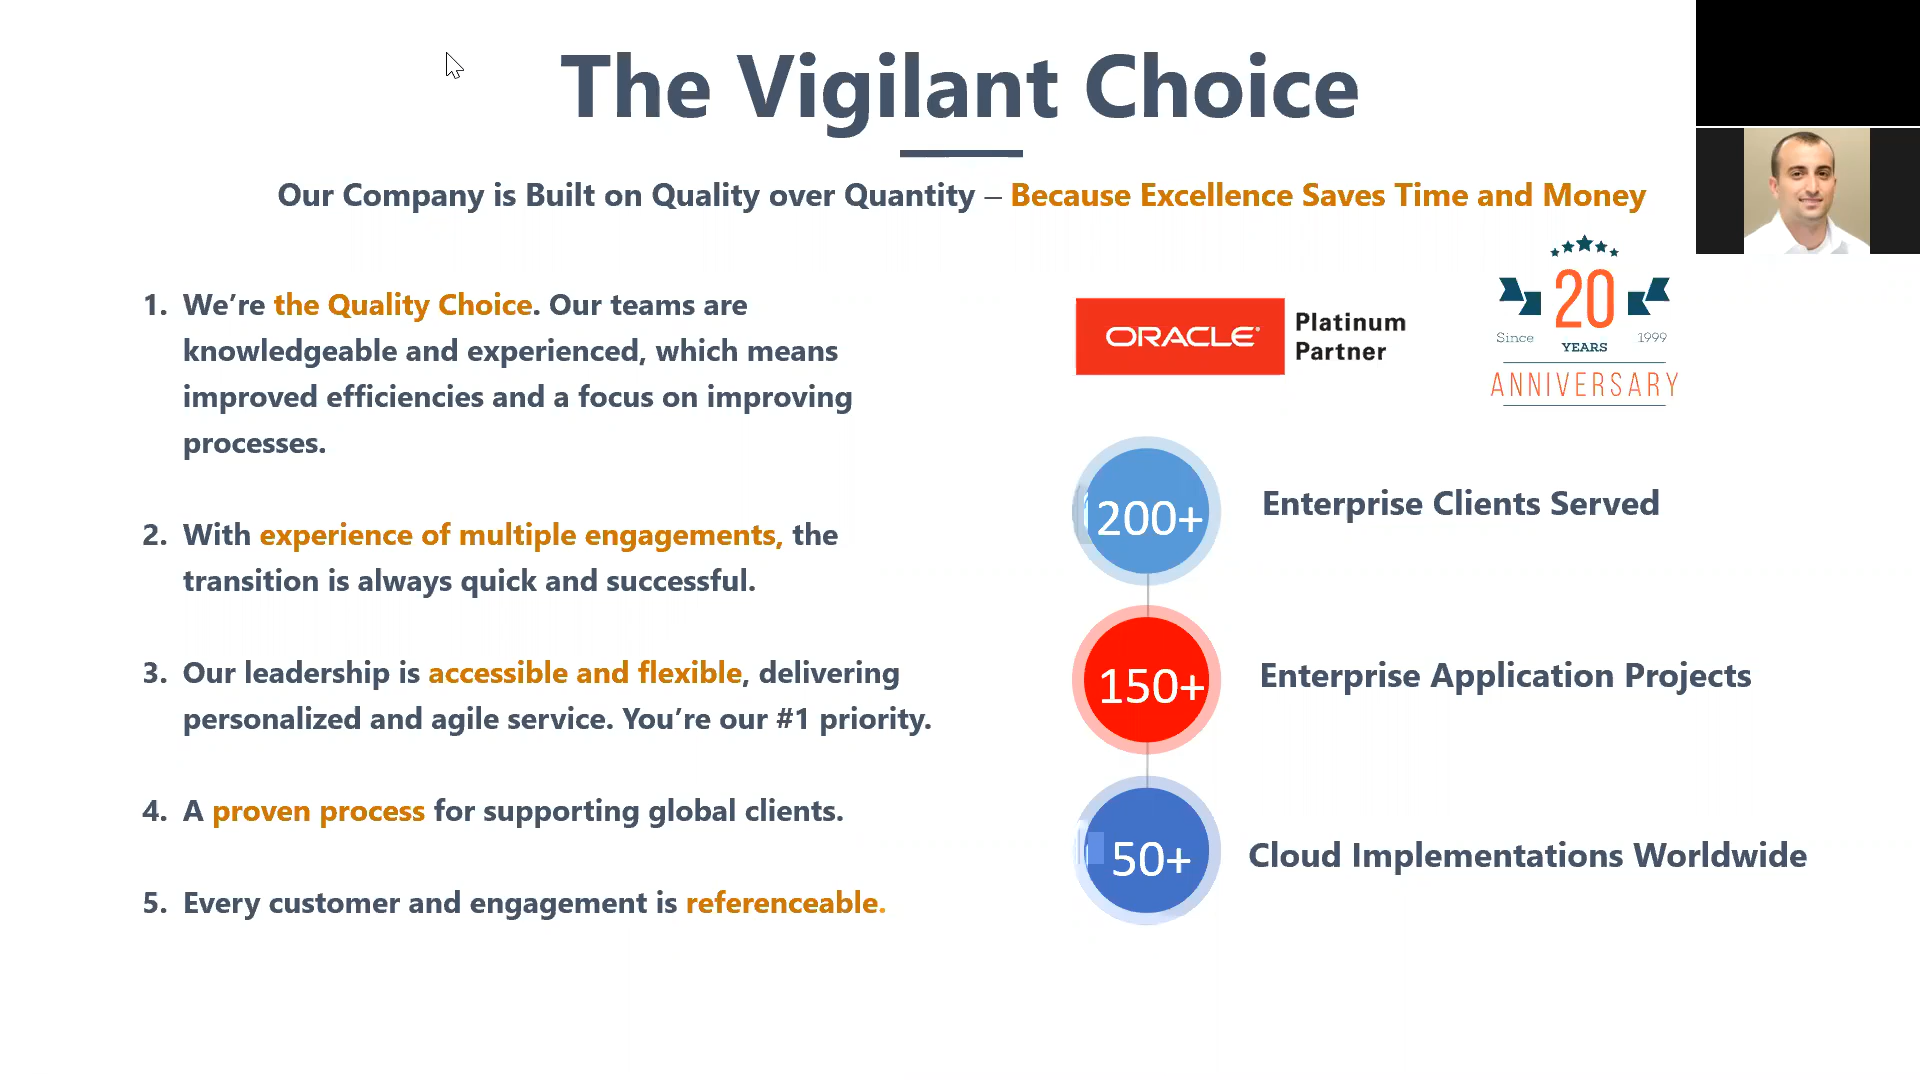 The Vigilant Choice
Our Company is Built on Quality over Quantity – Because Excellence Saves Time and Money
1. We’re the Quality Choice. Our teams are
knowledgeable and experienced, which means
improved efficiencies and a focus on improving
processes.
2. With experience of multiple engagements, the
transition is always quick and successful.
3. Our leadership is accessible and flexible, delivering
personalized and agile service. You’re our #1 priority.
4. A proven process for supporting global clients.
5. Every customer and engagement is referenceable.
ORACLE
Platinum
Partner
20
Since YEARS 1999
ANNIVERSARY
200+ Enterprise Clients Served
150+ Enterprise Application Projects
50+ Cloud Implementations Worldwide